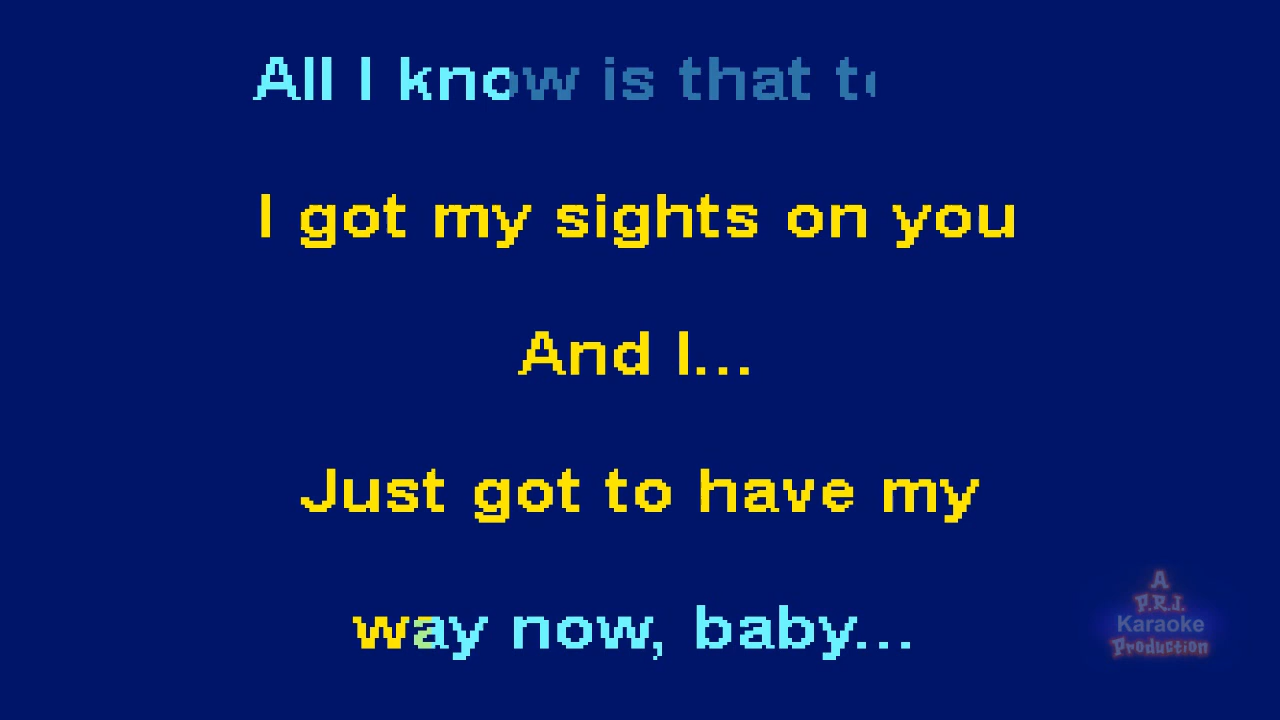 All I know is that
I got my sights on you
And I...
Just got to have my
way now, baby...
A
P.R.J.
Karaoke
Production